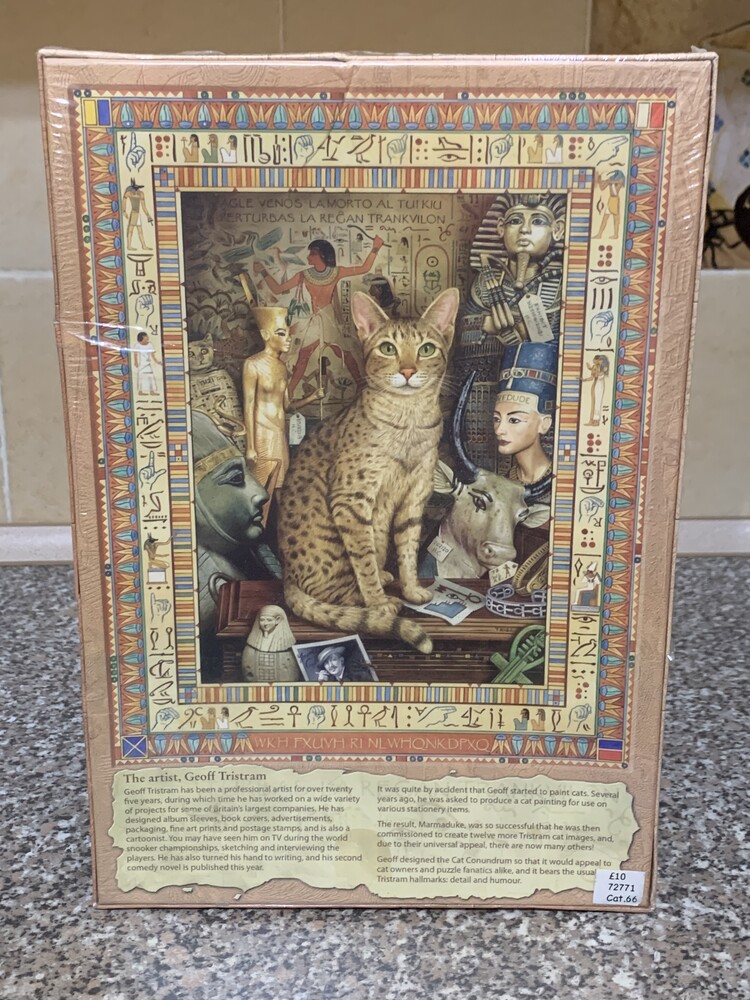 AGLE VENOS LA MORTO AL TUI KIU
PERTURBAS LA REGAN TRANKVILON
WKH FXUVH RI NLWHQNKDPXQ
The artist, Geoff Tristram
Geoff Tristram has been a professional artist for over twenty
five years, during which time he has worked on a wide variety
of projects for some of Britain's largest companies. He has
designed album sleeves, book covers, advertisements,
packaging, fine art prints and postage stamps, and is also a
cartoonist. You may have seen him on TV during the world
snooker championships, sketching and interviewing the
players. He has also turned his hand to writing, and his second
comedy novel is published this year.
It was quite by accident that Geoff started to paint cats. Several
years ago, he was asked to produce a cat painting for use on
various stationery items.
The result, Marmaduke, was so successful that he was then
commissioned to create twelve more Tristram cat images, and,
due to their universal appeal, there are now many others!
Geoff designed the Cat Conundrum so that it would appeal to
cat owners and puzzle fanatics alike, and it bears the usual
Tristram hallmarks: detail and humour.
£10
72771
Cat.66